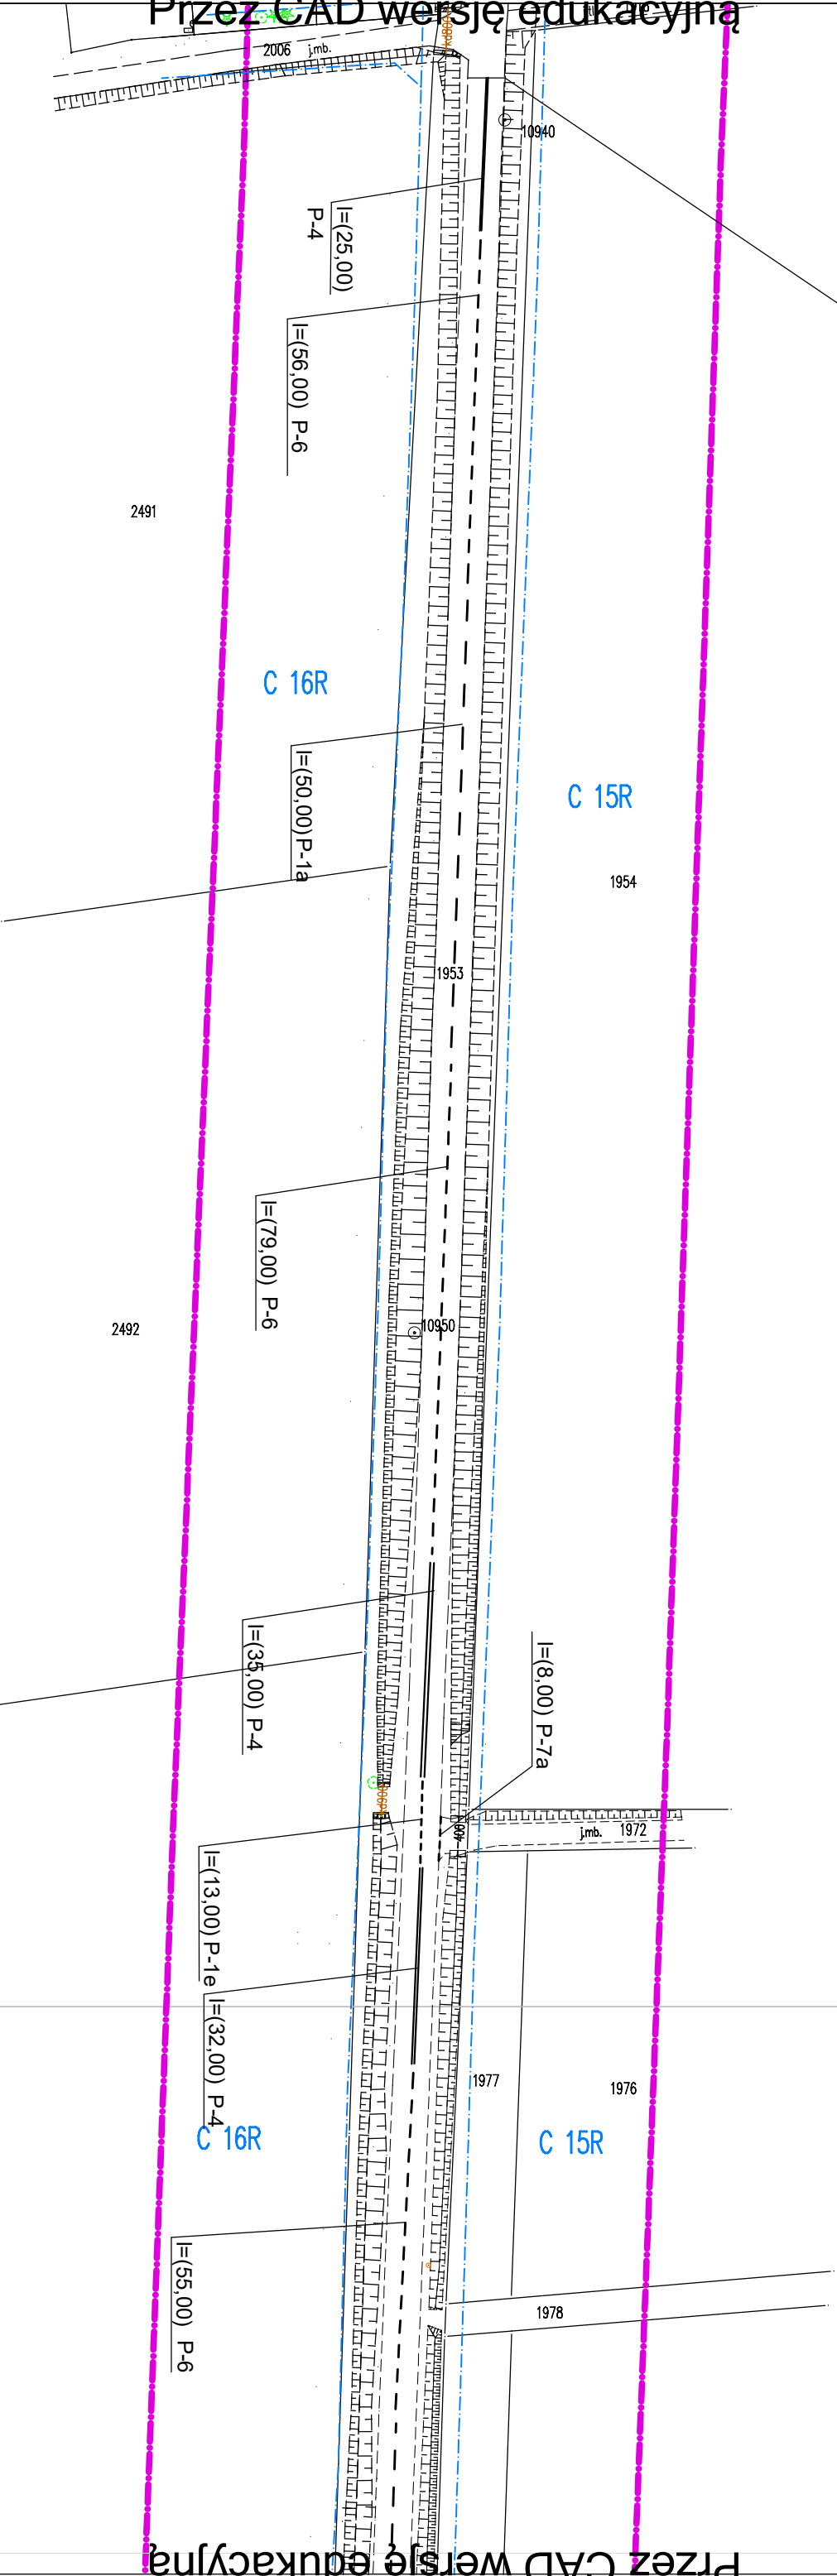 Przez CAD wersję edukacyjną
2006
j.mb.
10940
l=(25,00)
P-4
l=(56,00) P-6
2491
C 16R
l=(50,00)P-1a
C 15R
1954
1953
l=(79,00) P-6
10950
2492
l=(35,00) P-4
l=(8,00) P-7a
j.mb.
1972
l=(13,00) P-1e
l=(32,00) P-4
1977
1976
C 16R
C 15R
l=(55,00) P-6
1978
Przez CAD wersję edukacyjną